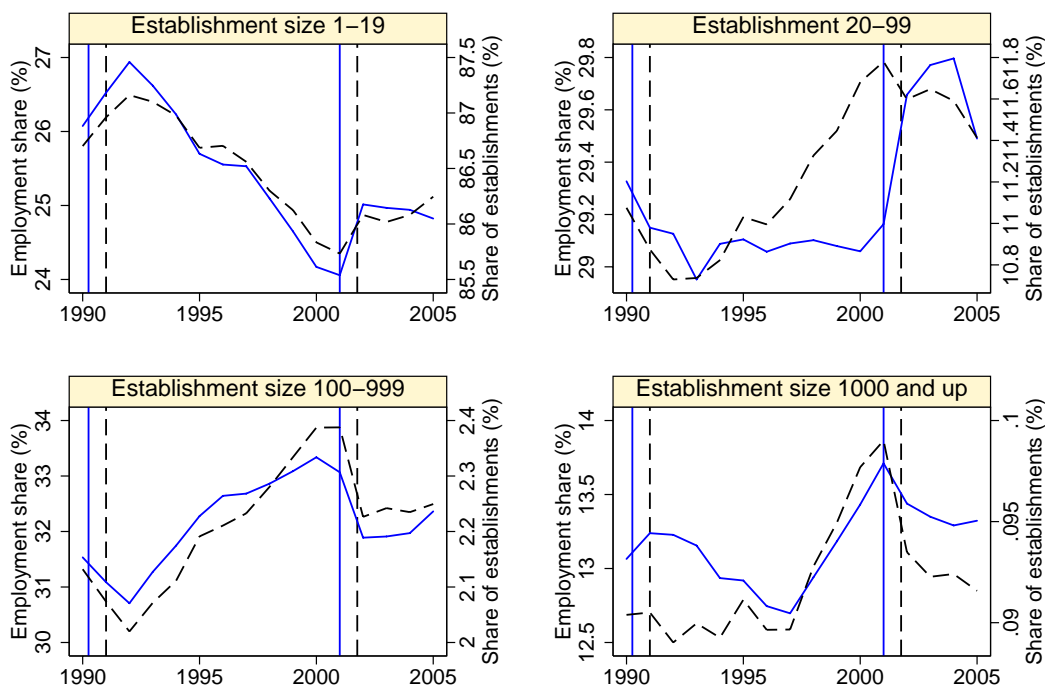 Establishment size 1−19
Employment share (%)
24 25 26 27
85.5 86 86.5 87 87.5
Share of establishments (%)
1990 1995 2000 2005
Establishment 20−99
Employment share (%)
29 29.2 29.4 29.6 29.8
10.8 11 11.2 11.4 11.6 11.8
Share of establishments (%)
1990 1995 2000 2005
Establishment size 100−999
Employment share (%)
30 31 32 33 34
2 2.1 2.2 2.3 2.4
Share of establishments (%)
1990 1995 2000 2005
Establishment size 1000 and up
Employment share (%)
12.5 13 13.5 14
.09 .095 .1
Share of establishments (%)
1990 1995 2000 2005